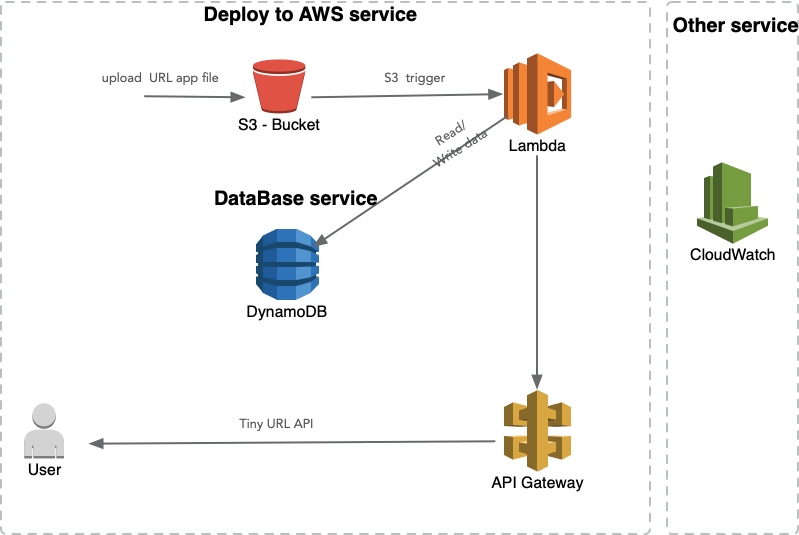 Deploy to AWS service
Other service
upload URL app file
S3 trigger
S3 - Bucket
Read/
Write data
Lambda
DataBase service
CloudWatch
DynamoDB
Tiny URL API
User
API Gateway